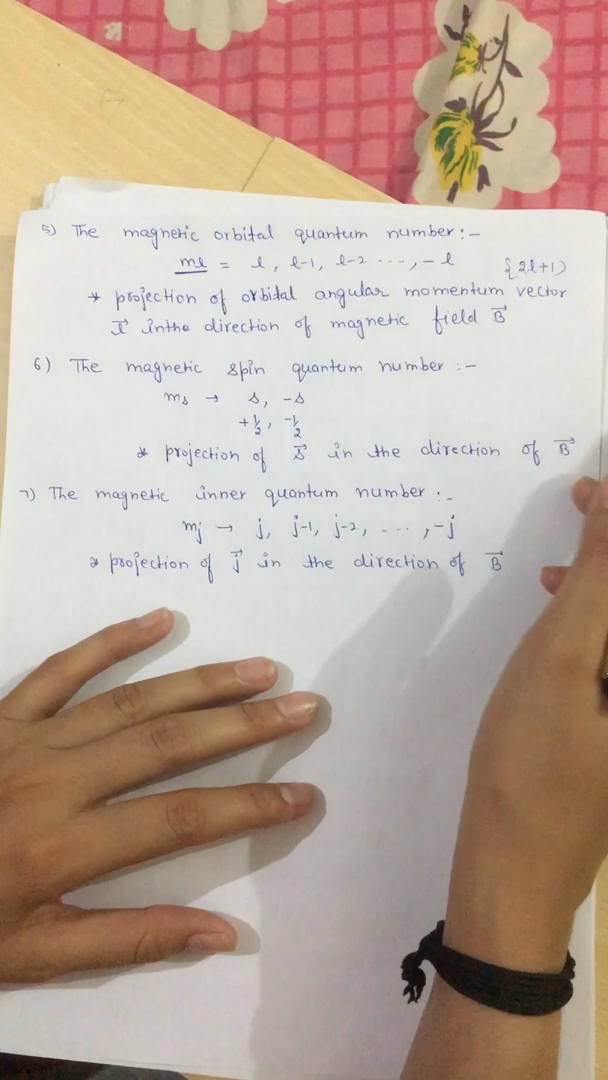 5) The magnetic orbital quantum number:-
ml = l, l-1, l-2 ..., -l {2l+1)
* projection of orbital angular momentum vector
l⃗ inthe direction of magnetic field B⃗
6) The magnetic spin quantum number :-
ms → s, -s
+1/2, -1/2
* projection of s⃗ in the direction of B⃗
7) The magnetic inner quantum number :-
mj → j, j-1, j-2, ..., -j
* projection of j⃗ in the direction of B⃗